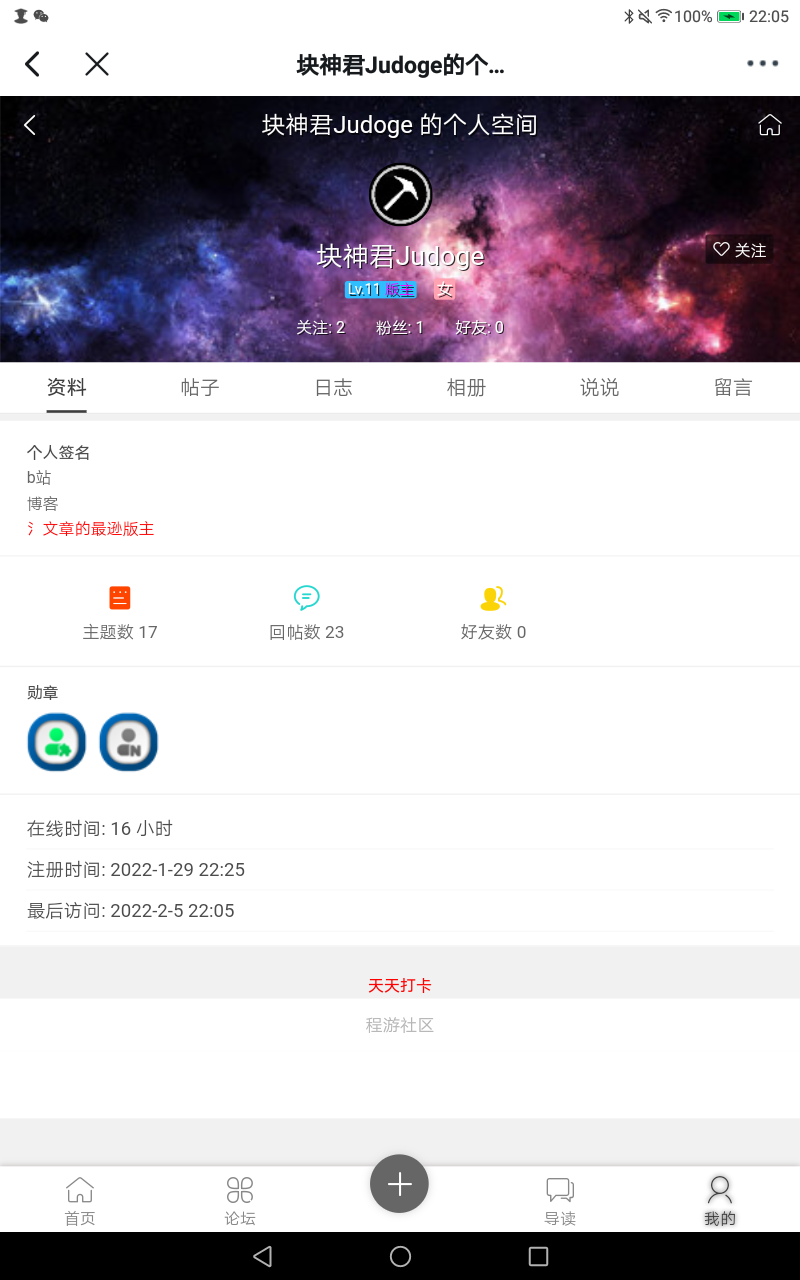 100% 22:05
块神君Judoge的个…
块神君Judoge 的个人空间
块神君Judoge
关注
Lv.11 版主 女
关注: 2 粉丝: 1 好友: 0
资料 帖子 日志 相册 说说 留言
个人签名
b站
博客
氵文章的最逊版主
主题数 17 回帖数 23 好友数 0
勋章
N
在线时间: 16 小时
注册时间: 2022-1-29 22:25
最后访问: 2022-2-5 22:05
天天打卡
程游社区
首页 论坛 导读 我的